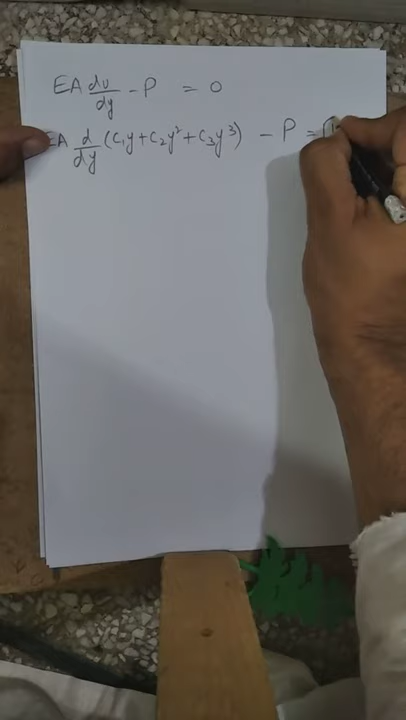 EA du/dy - P = 0
EA d/dy (C₁y + C₂y² + C₃y³) - P =